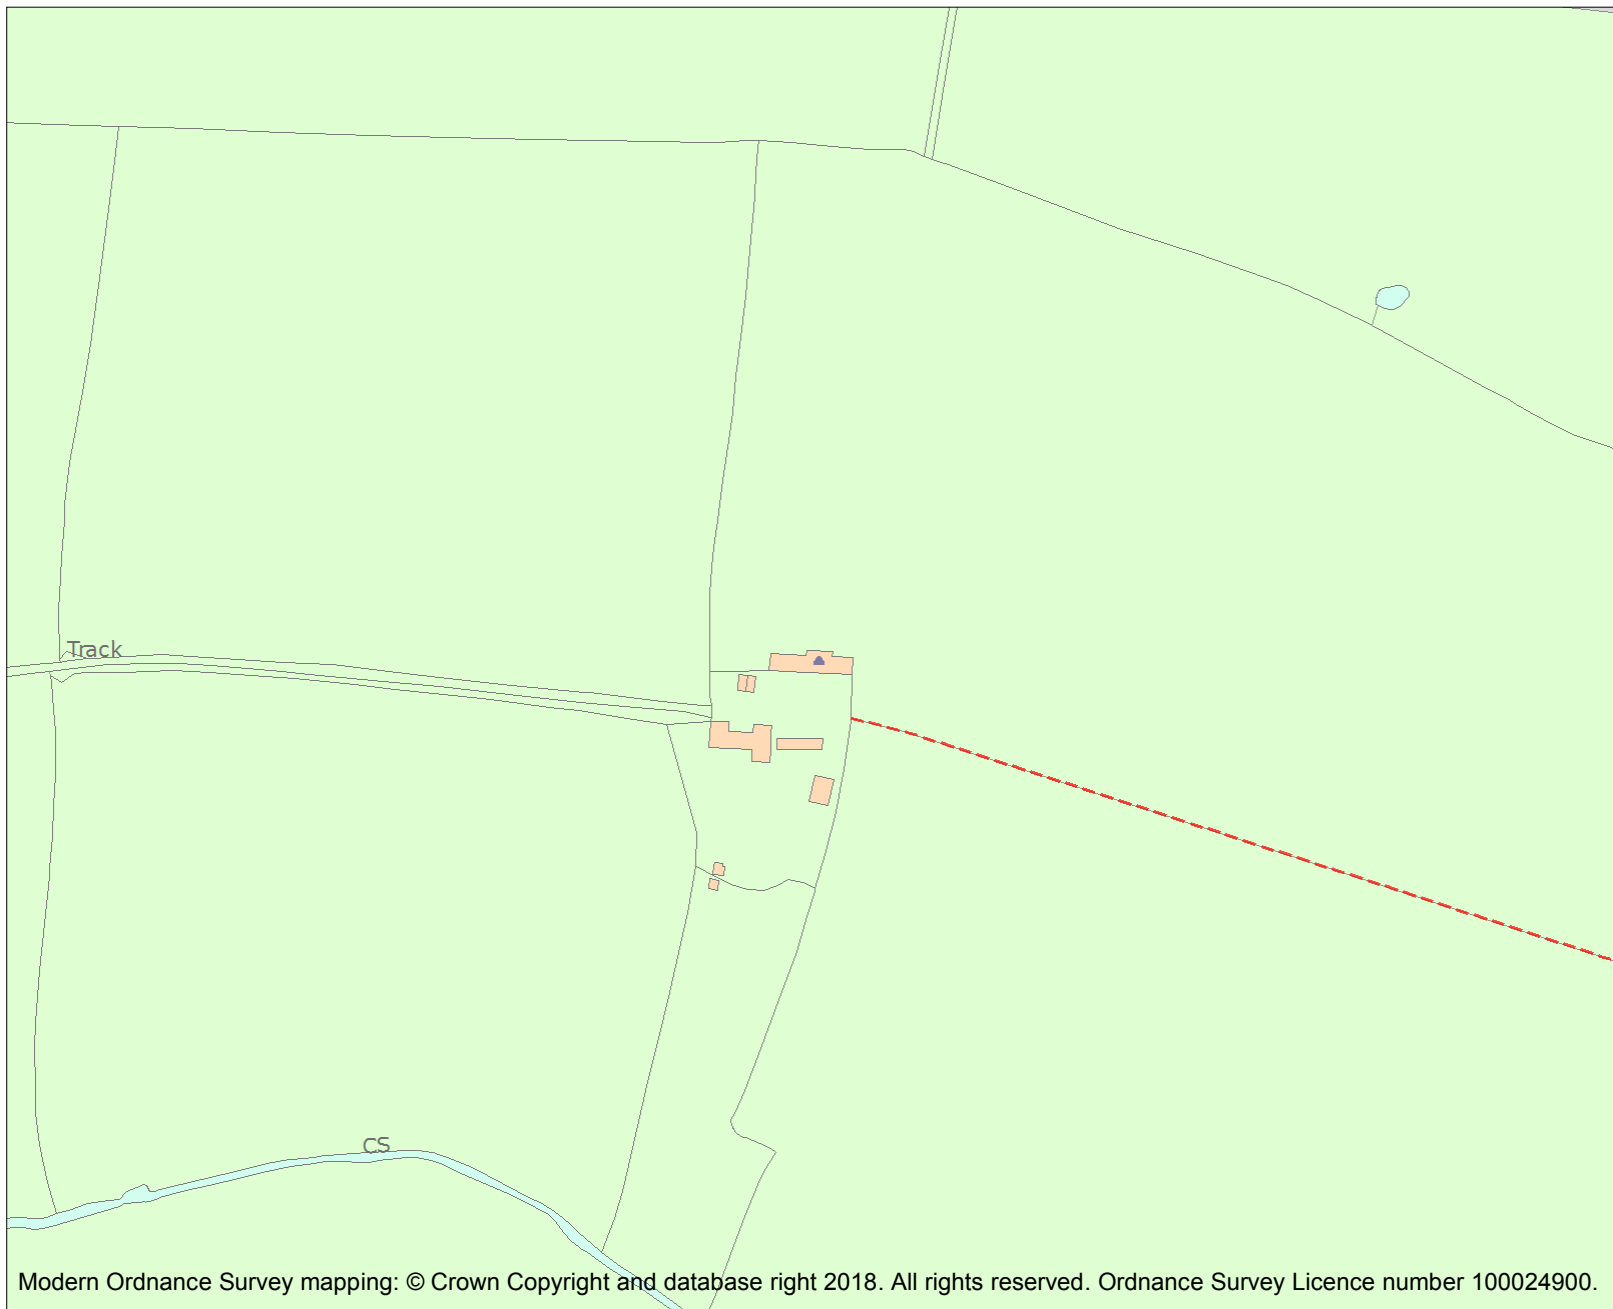 Track
CS
Modern Ordnance Survey mapping: © Crown Copyright and database right 2018. All rights reserved. Ordnance Survey Licence number 100024900.